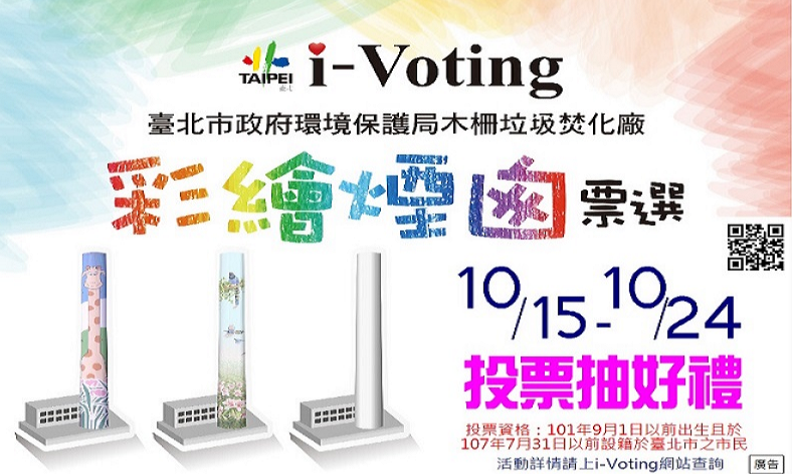 TAIPEI
i-Voting
臺北市政府環境保護局木柵垃圾焚化廠
彩繪煙囪票選
10/15-10/24
投票抽好禮
投票資格：101年9月1日以前出生且於
107年7月31日以前設籍於臺北市之市民
活動詳情請上i-Voting網站查詢
廣告